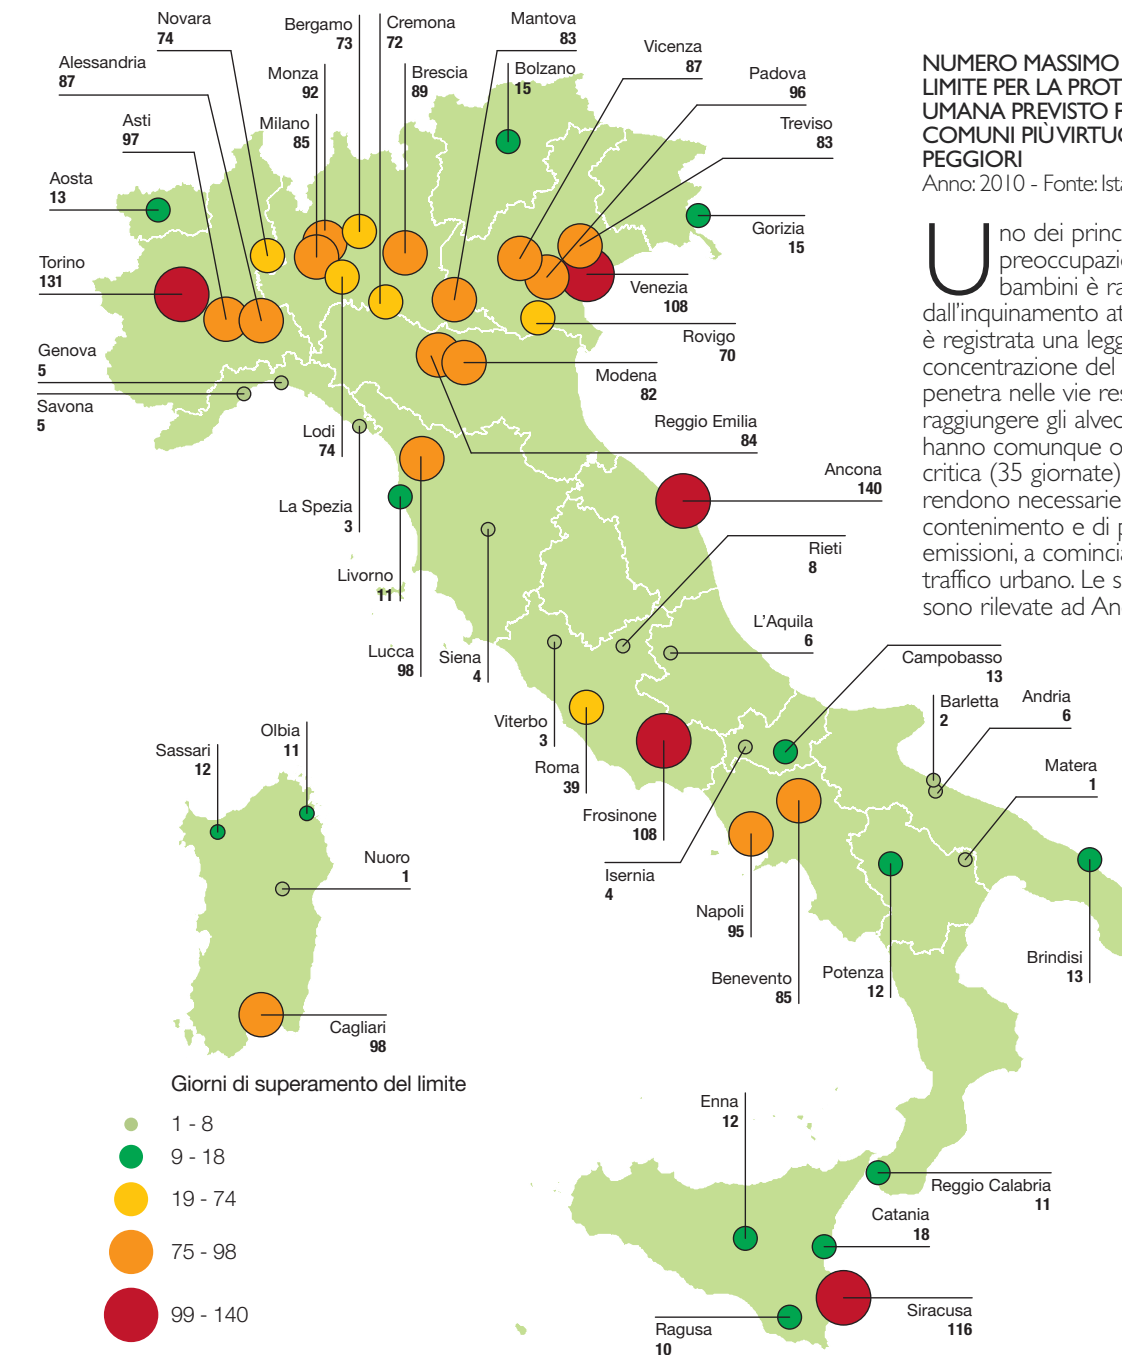 Novara
74
Bergamo
73
Cremona
72
Mantova
83
Vicenza
87
Alessandria
87
Monza
92
Brescia
89
Bolzano
15
Padova
96
Asti
97
Milano
85
Treviso
83
Aosta
13
Gorizia
15
Torino
131
Venezia
108
Rovigo
70
Genova
5
Modena
82
Savona
5
Lodi
74
Reggio Emilia
84
Ancona
140
La Spezia
3
Rieti
8
Livorno
11
L'Aquila
6
Lucca
98
Siena
4
Campobasso
13
Barletta
2
Andria
6
Viterbo
3
Roma
39
Matera
1
Olbia
11
Sassari
12
Frosinone
108
Nuoro
1
Isernia
4
Napoli
95
Benevento
85
Potenza
12
Brindisi
13
Cagliari
98
Enna
12
Reggio Calabria
11
Catania
18
Siracusa
116
Ragusa
10
Giorni di superamento del limite
1 - 8
9 - 18
19 - 74
75 - 98
99 - 140
NUMERO MASSIMO
LIMITE PER LA PROT
UMANA PREVISTO
COMUNI PIÙ VIRTUO
PEGGIORI
Anno: 2010 - Fonte: Ista
Uno dei princ
preoccupazio
bambini è ra
dall'inquinamento at
è registrata una legg
concentrazione del
penetra nelle vie res
raggiungere gli alveo
hanno comunque o
critica (35 giornate)
rendono necessarie
contenimento e di p
emissioni, a comincia
traffico urbano. Le s
sono rilevate ad An